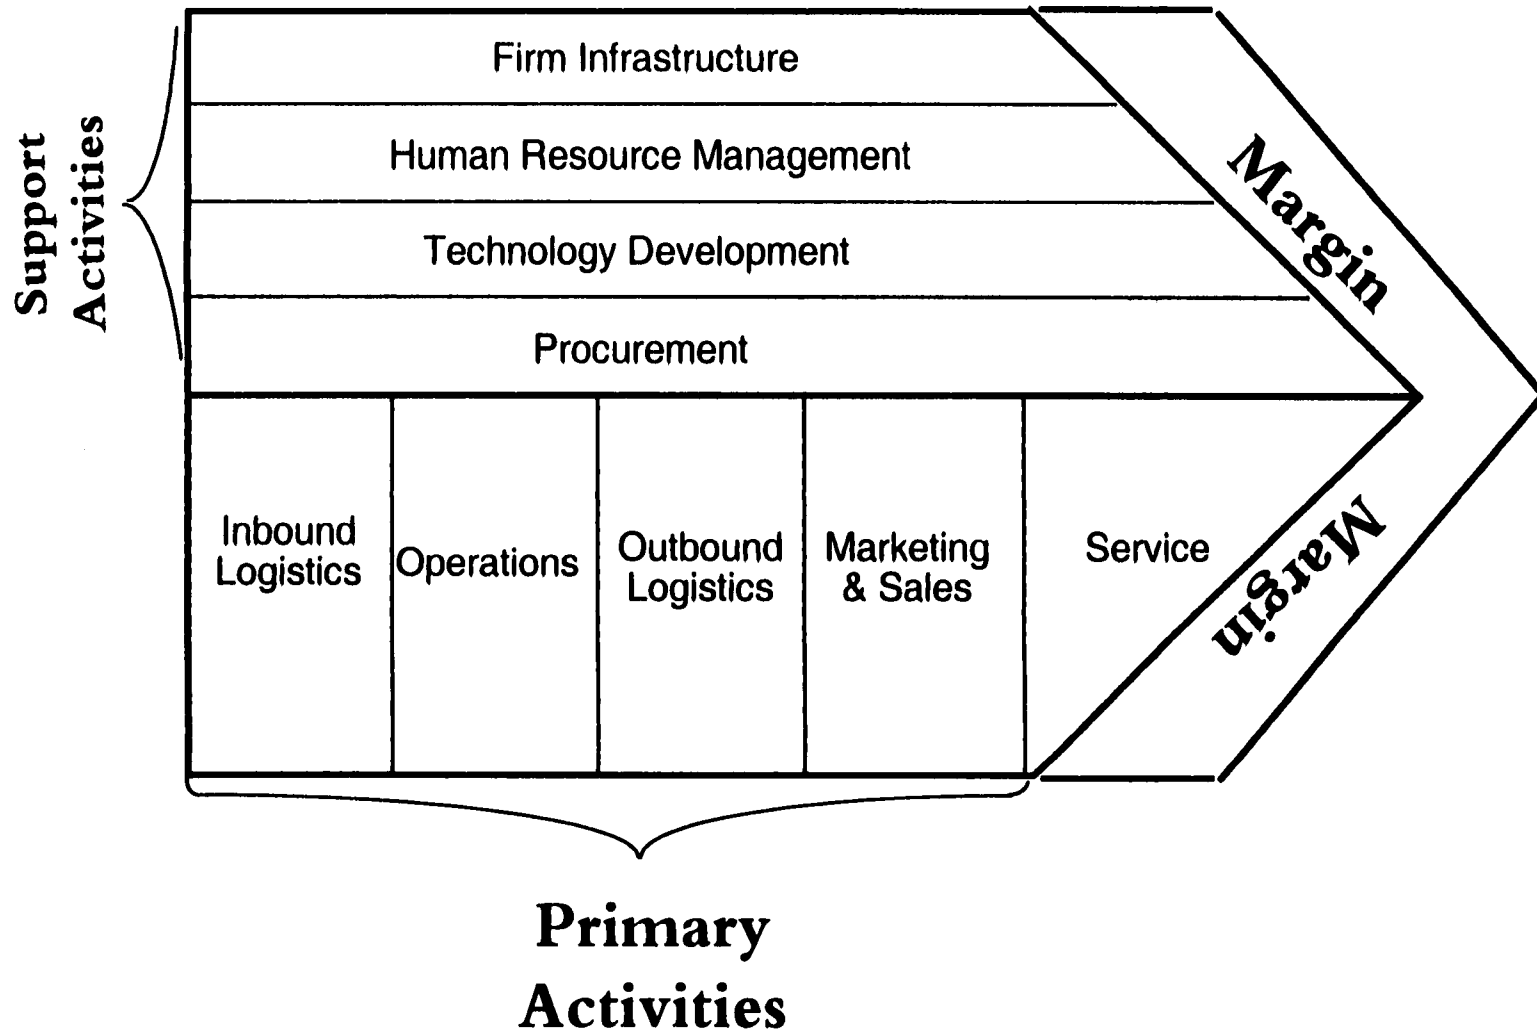 Support
Activities
Firm Infrastructure
Human Resource Management
Technology Development
Procurement
Margin
Inbound
Logistics
Operations
Outbound
Logistics
Marketing
& Sales
Service
Margin
Primary
Activities